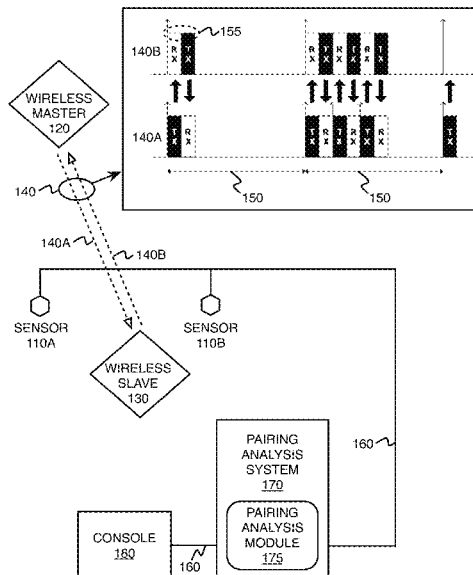 155
140B
RX TX RX TX RX TX RX TX
140A
TX RX TX RX TX RX TX RX TX
150 150
WIRELESS
MASTER
120
140
140A
140B
SENSOR
110A
SENSOR
110B
WIRELESS
SLAVE
130
PAIRING
ANALYSIS
SYSTEM
170
160
PAIRING
ANALYSIS
MODULE
175
CONSOLE
180
160